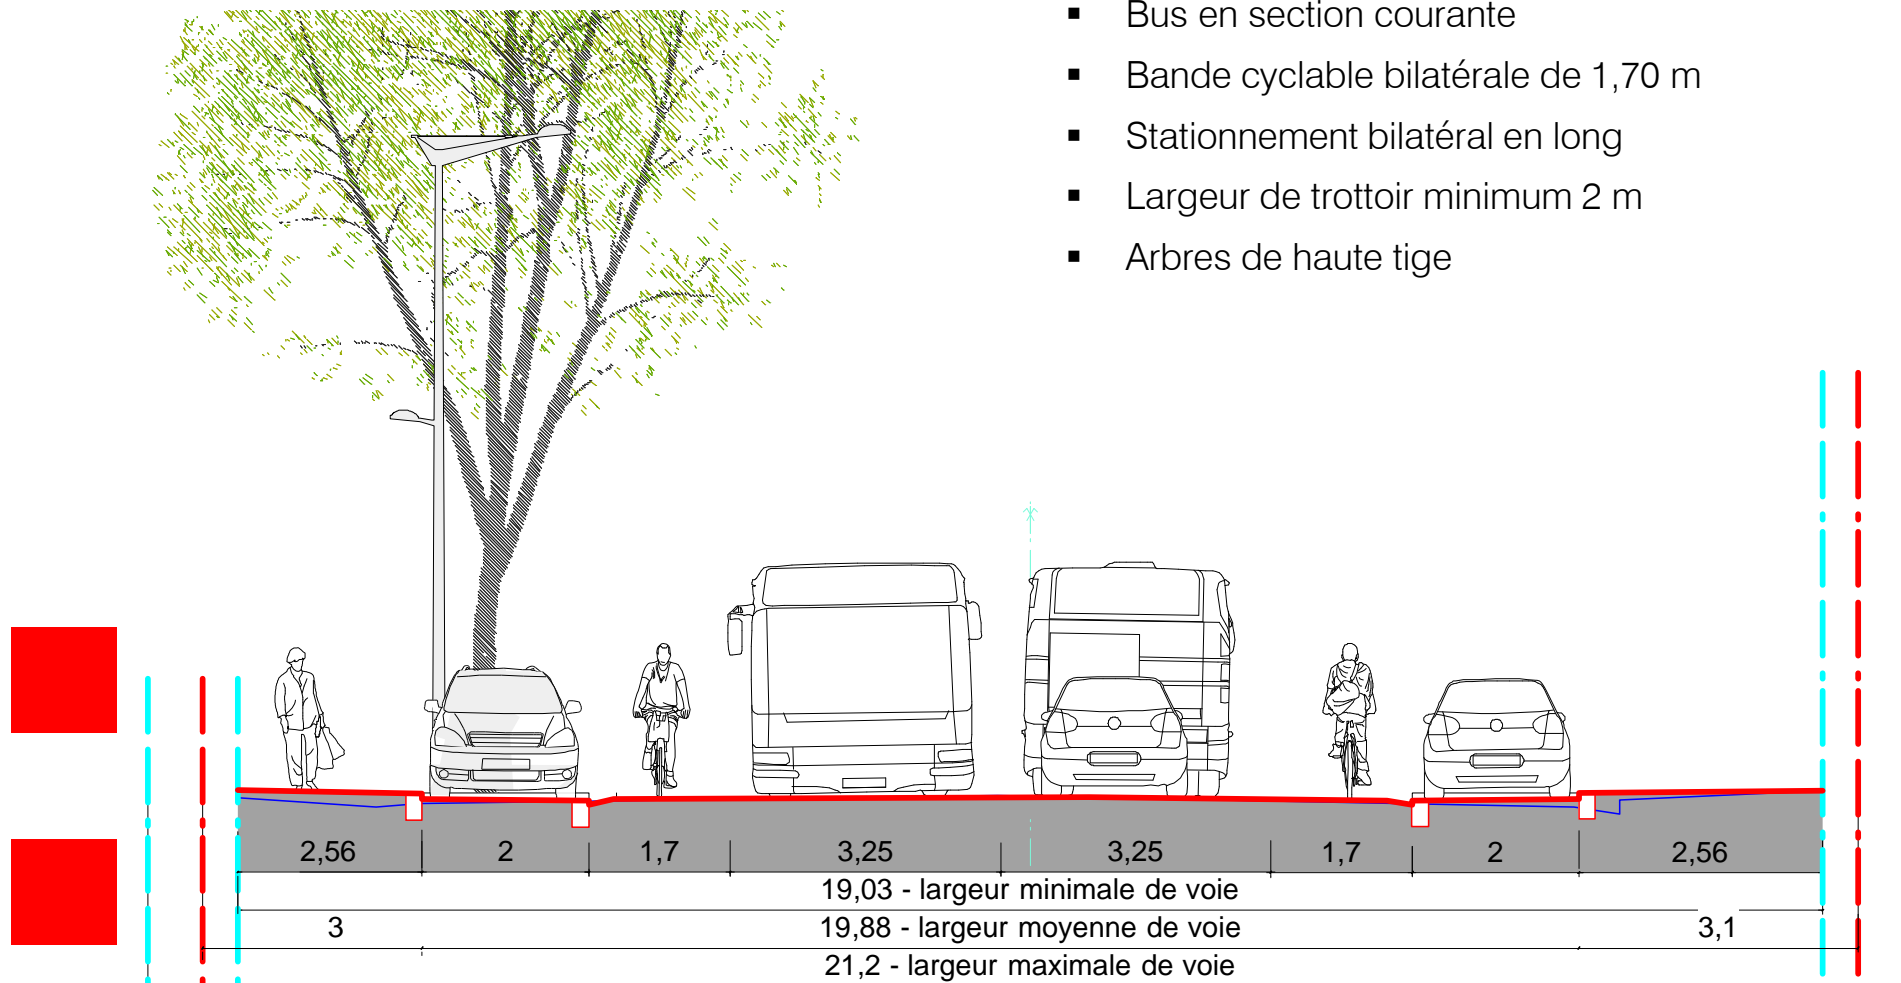 Bus en section courante
Bande cyclable bilatérale de 1,70 m
Stationnement bilatéral en long
Largeur de trottoir minimum 2 m
Arbres de haute tige
2,56 2 1,7 3,25 3,25 1,7 2 2,56
19,03 - largeur minimale de voie
3 19,88 - largeur moyenne de voie 3,1
21,2 - largeur maximale de voie